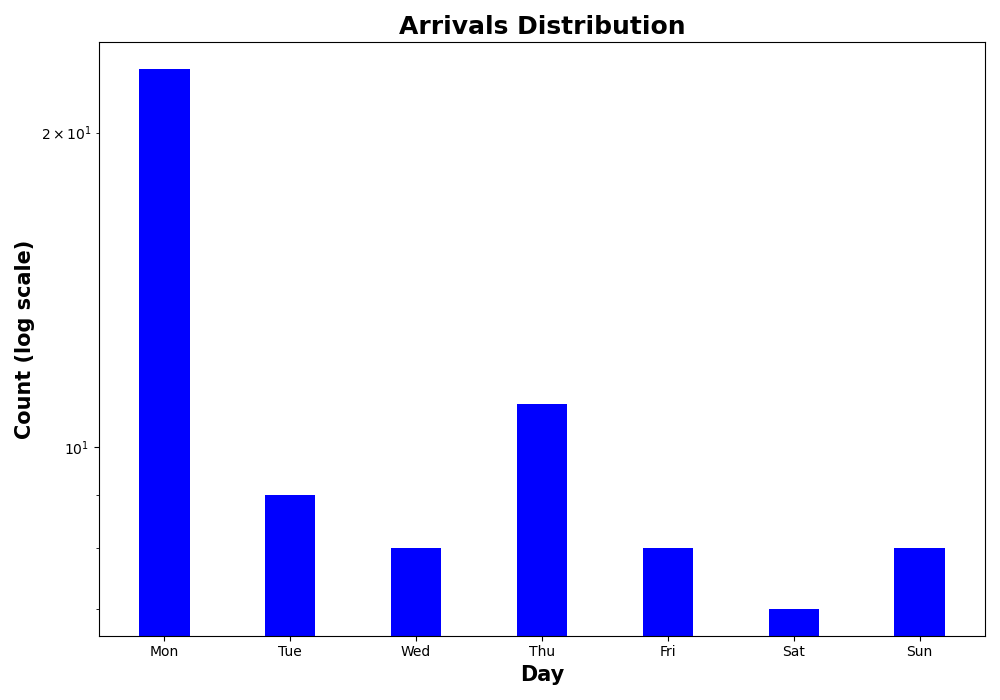 Arrivals Distribution
Count (log scale)
2 × 10¹
10¹
Mon Tue Wed Thu Fri Sat Sun
Day